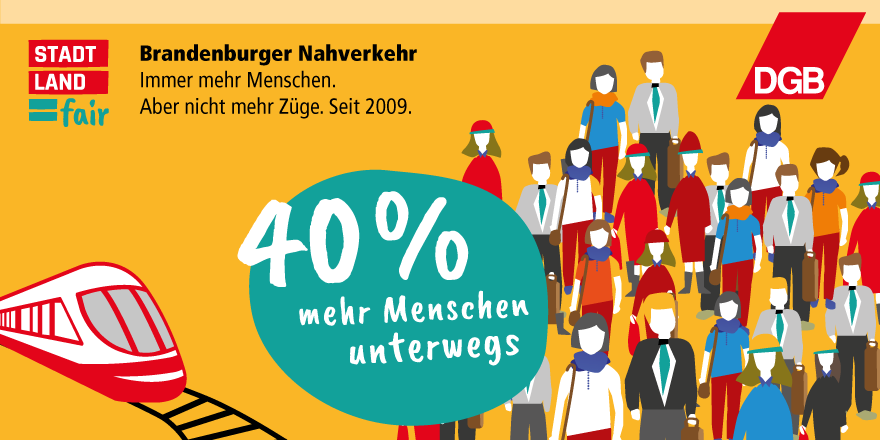 STADT
LAND
=fair
Brandenburger Nahverkehr
Immer mehr Menschen.
Aber nicht mehr Züge. Seit 2009.
DGB
40%
mehr Menschen
unterwegs